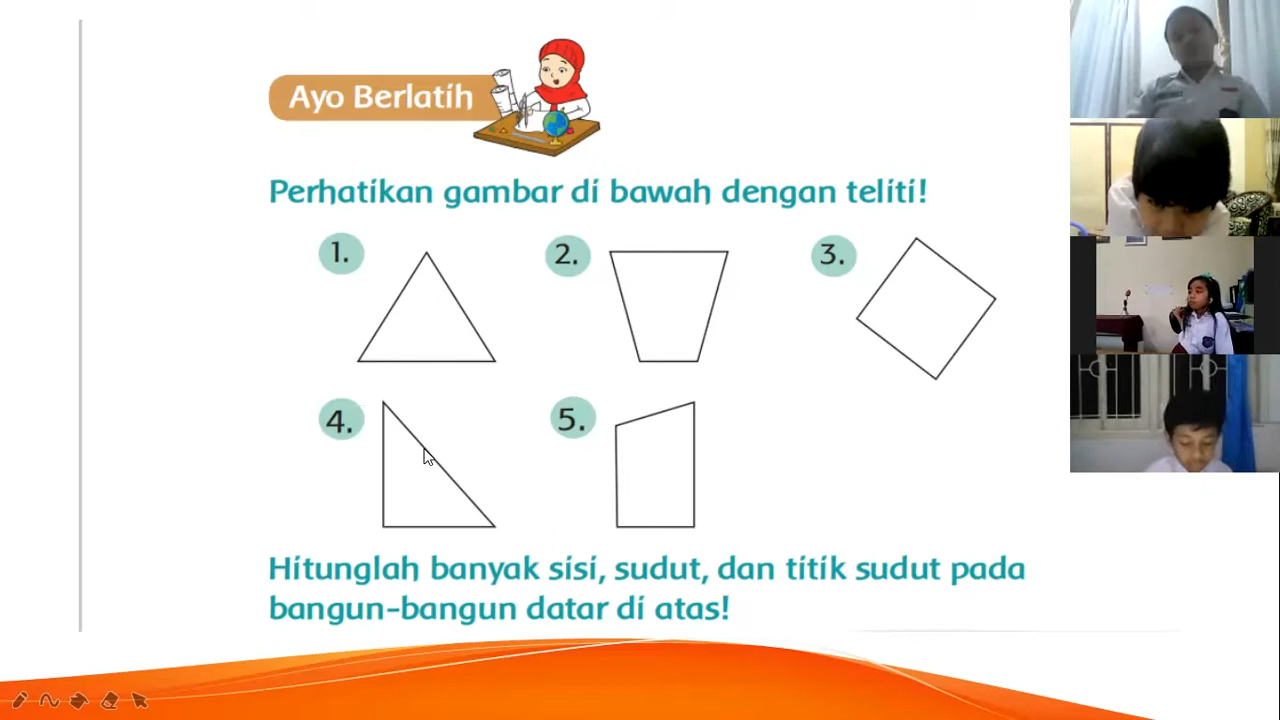 Ayo Berlatih
Perhatikan gambar di bawah dengan teliti!
1.
2.
3.
4.
5.
Hitunglah banyak sisi, sudut, dan titik sudut pada
bangun-bangun datar di atas!